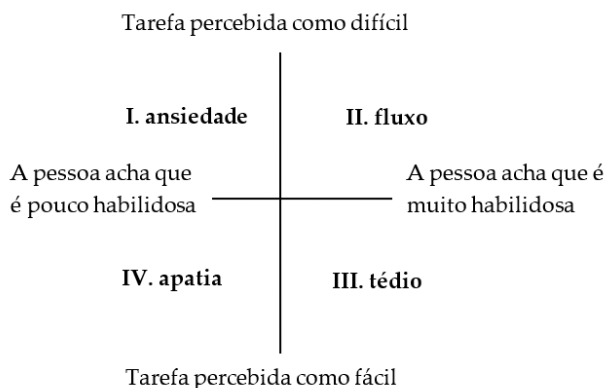 Tarefa percebida como difícil
I. ansiedade
II. fluxo
A pessoa acha que
é pouco habilidosa
A pessoa acha que é
muito habilidosa
IV. apatia
III. tédio
Tarefa percebida como fácil